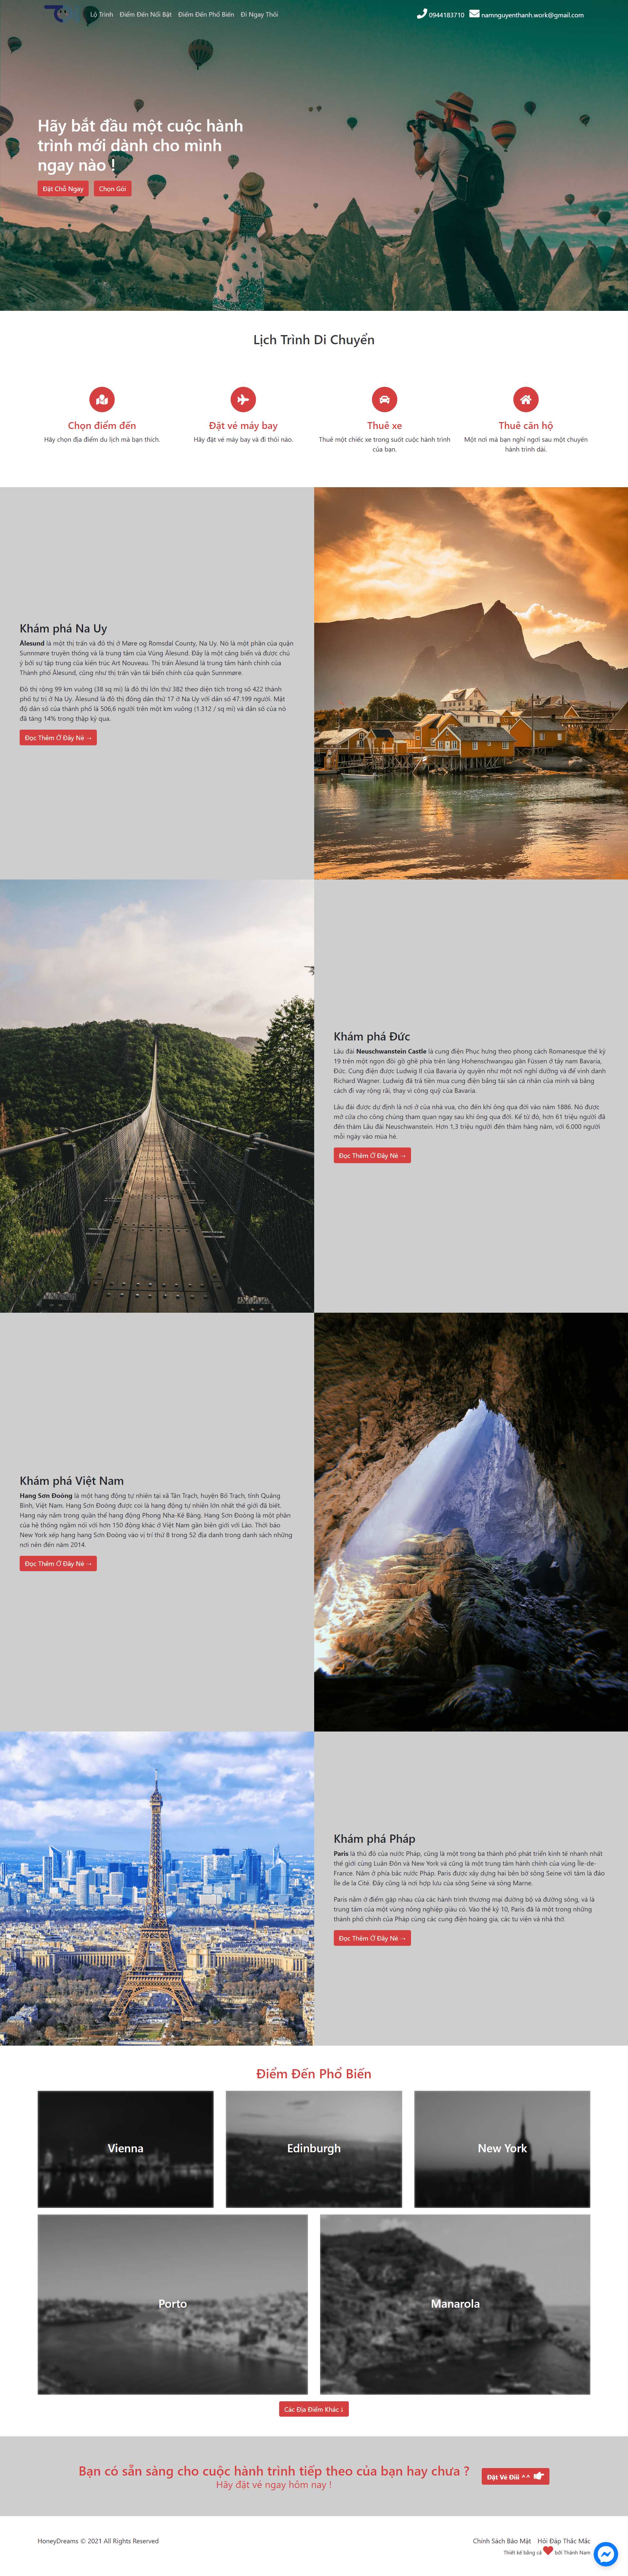 Lộ Trình Điểm Đến Nổi Bật Điểm Đến Phổ Biến Đi Ngay Thôi
0944183710 namnguyenthanh.work@gmail.com
Hãy bắt đầu một cuộc hành
trình mới dành cho mình
ngay nào !
Đặt Chỗ Ngay Chọn Gói
Lịch Trình Di Chuyển
Chọn điểm đến
Hãy chọn địa điểm du lịch mà bạn thích.
Đặt vé máy bay
Hãy đặt vé máy bay và đi thôi nào.
Thuê xe
Thuê một chiếc xe trong suốt cuộc hành trình
của bạn.
Thuê căn hộ
Một nơi mà bạn nghỉ ngơi sau một chuyến
hành trình dài.
Khám phá Na Uy
Ålesund là một thị trấn và đô thị ở Møre og Romsdal County, Na Uy. Nó là một phần của quận
Sunnmøre truyền thống và là trung tâm của Vùng Ålesund. Đây là một cảng biển và được chú
ý bởi sự tập trung của kiến trúc Art Nouveau. Thị trấn Ålesund là trung tâm hành chính của
Thành phố Ålesund, cũng như thị trấn vận tải biển chính của quận Sunnmøre.
Đô thị rộng 99 km vuông (38 sq mi) là đô thị lớn thứ 382 theo diện tích trong số 422 thành
phố tự trị ở Na Uy. Ålesund là đô thị đông dân thứ 17 ở Na Uy với dân số 47.199 người. Mật
độ dân số của thành phố là 506,6 người trên một km vuông (1.312 / sq mi) và dân số của nó
đã tăng 14% trong thập kỷ qua.
Đọc Thêm Ở Đây Nè →
Khám phá Đức
Lâu đài Neuschwanstein Castle là cung điện Phục hưng theo phong cách Romanesque thế kỷ
19 trên một ngọn đồi gồ ghề phía trên làng Hohenschwangau gần Füssen ở tây nam Bavaria,
Đức. Cung điện được Ludwig II của Bavaria ủy quyền như một nơi nghỉ dưỡng và để vinh danh
Richard Wagner. Ludwig đã trả tiền mua cung điện bằng tài sản cá nhân của mình và bằng
cách đi vay rộng rãi, thay vì công quỹ của Bavaria.
Lâu đài được dự định là nơi ở của nhà vua, cho đến khi ông qua đời vào năm 1886. Nó được
mở cửa cho công chúng tham quan ngay sau khi ông qua đời. Kể từ đó, hơn 61 triệu người đã
đến thăm Lâu đài Neuschwanstein. Hơn 1,3 triệu người đến thăm hàng năm, với 6.000 người
mỗi ngày vào mùa hè.
Đọc Thêm Ở Đây Nè →
Khám phá Việt Nam
Hang Sơn Đoòng là một hang động tự nhiên tại xã Tân Trạch, huyện Bố Trạch, tỉnh Quảng
Bình, Việt Nam. Hang Sơn Đoòng được coi là hang động tự nhiên lớn nhất thế giới đã biết.
Hang này nằm trong quần thể hang động Phong Nha-Kẻ Bàng. Hang Sơn Đoòng là một phần
của hệ thống ngầm nối với hơn 150 động khác ở Việt Nam gần biên giới với Lào. Thời báo
New York xếp hạng hang Sơn Đoòng vào vị trí thứ 8 trong 52 địa danh trong danh sách những
nơi nên đến năm 2014.
Đọc Thêm Ở Đây Nè →
Khám phá Pháp
Paris là thủ đô của nước Pháp, cũng là một trong ba thành phố phát triển kinh tế nhanh nhất
thế giới cùng Luân Đôn và New York và cũng là một trung tâm hành chính của vùng Île-de-
France. Nằm ở phía bắc nước Pháp. Paris được xây dựng hai bên bờ sông Seine với tâm là đảo
Île de la Cité. Đây cũng là nơi hợp lưu của sông Seine và sông Marne.
Paris nằm ở điểm gặp nhau của các hành trình thương mại đường bộ và đường sông, và là
trung tâm của một vùng nông nghiệp giàu có. Vào thế kỷ 10, Paris đã là một trong những
thành phố chính của Pháp cùng các cung điện hoàng gia, các tu viện và nhà thờ.
Đọc Thêm Ở Đây Nè →
Điểm Đến Phổ Biến
Vienna
Edinburgh
New York
Porto
Manarola
Các Địa Điểm Khác ↓
Bạn có sẵn sàng cho cuộc hành trình tiếp theo của bạn hay chưa ?
Hãy đặt vé ngay hôm nay !
Đặt Vé Điii ^^
HoneyDreams © 2021 All Rights Reserved
Chính Sách Bảo Mật Hỏi Đáp Thắc Mắc
Thiết kế bằng cả bởi Thành Nam